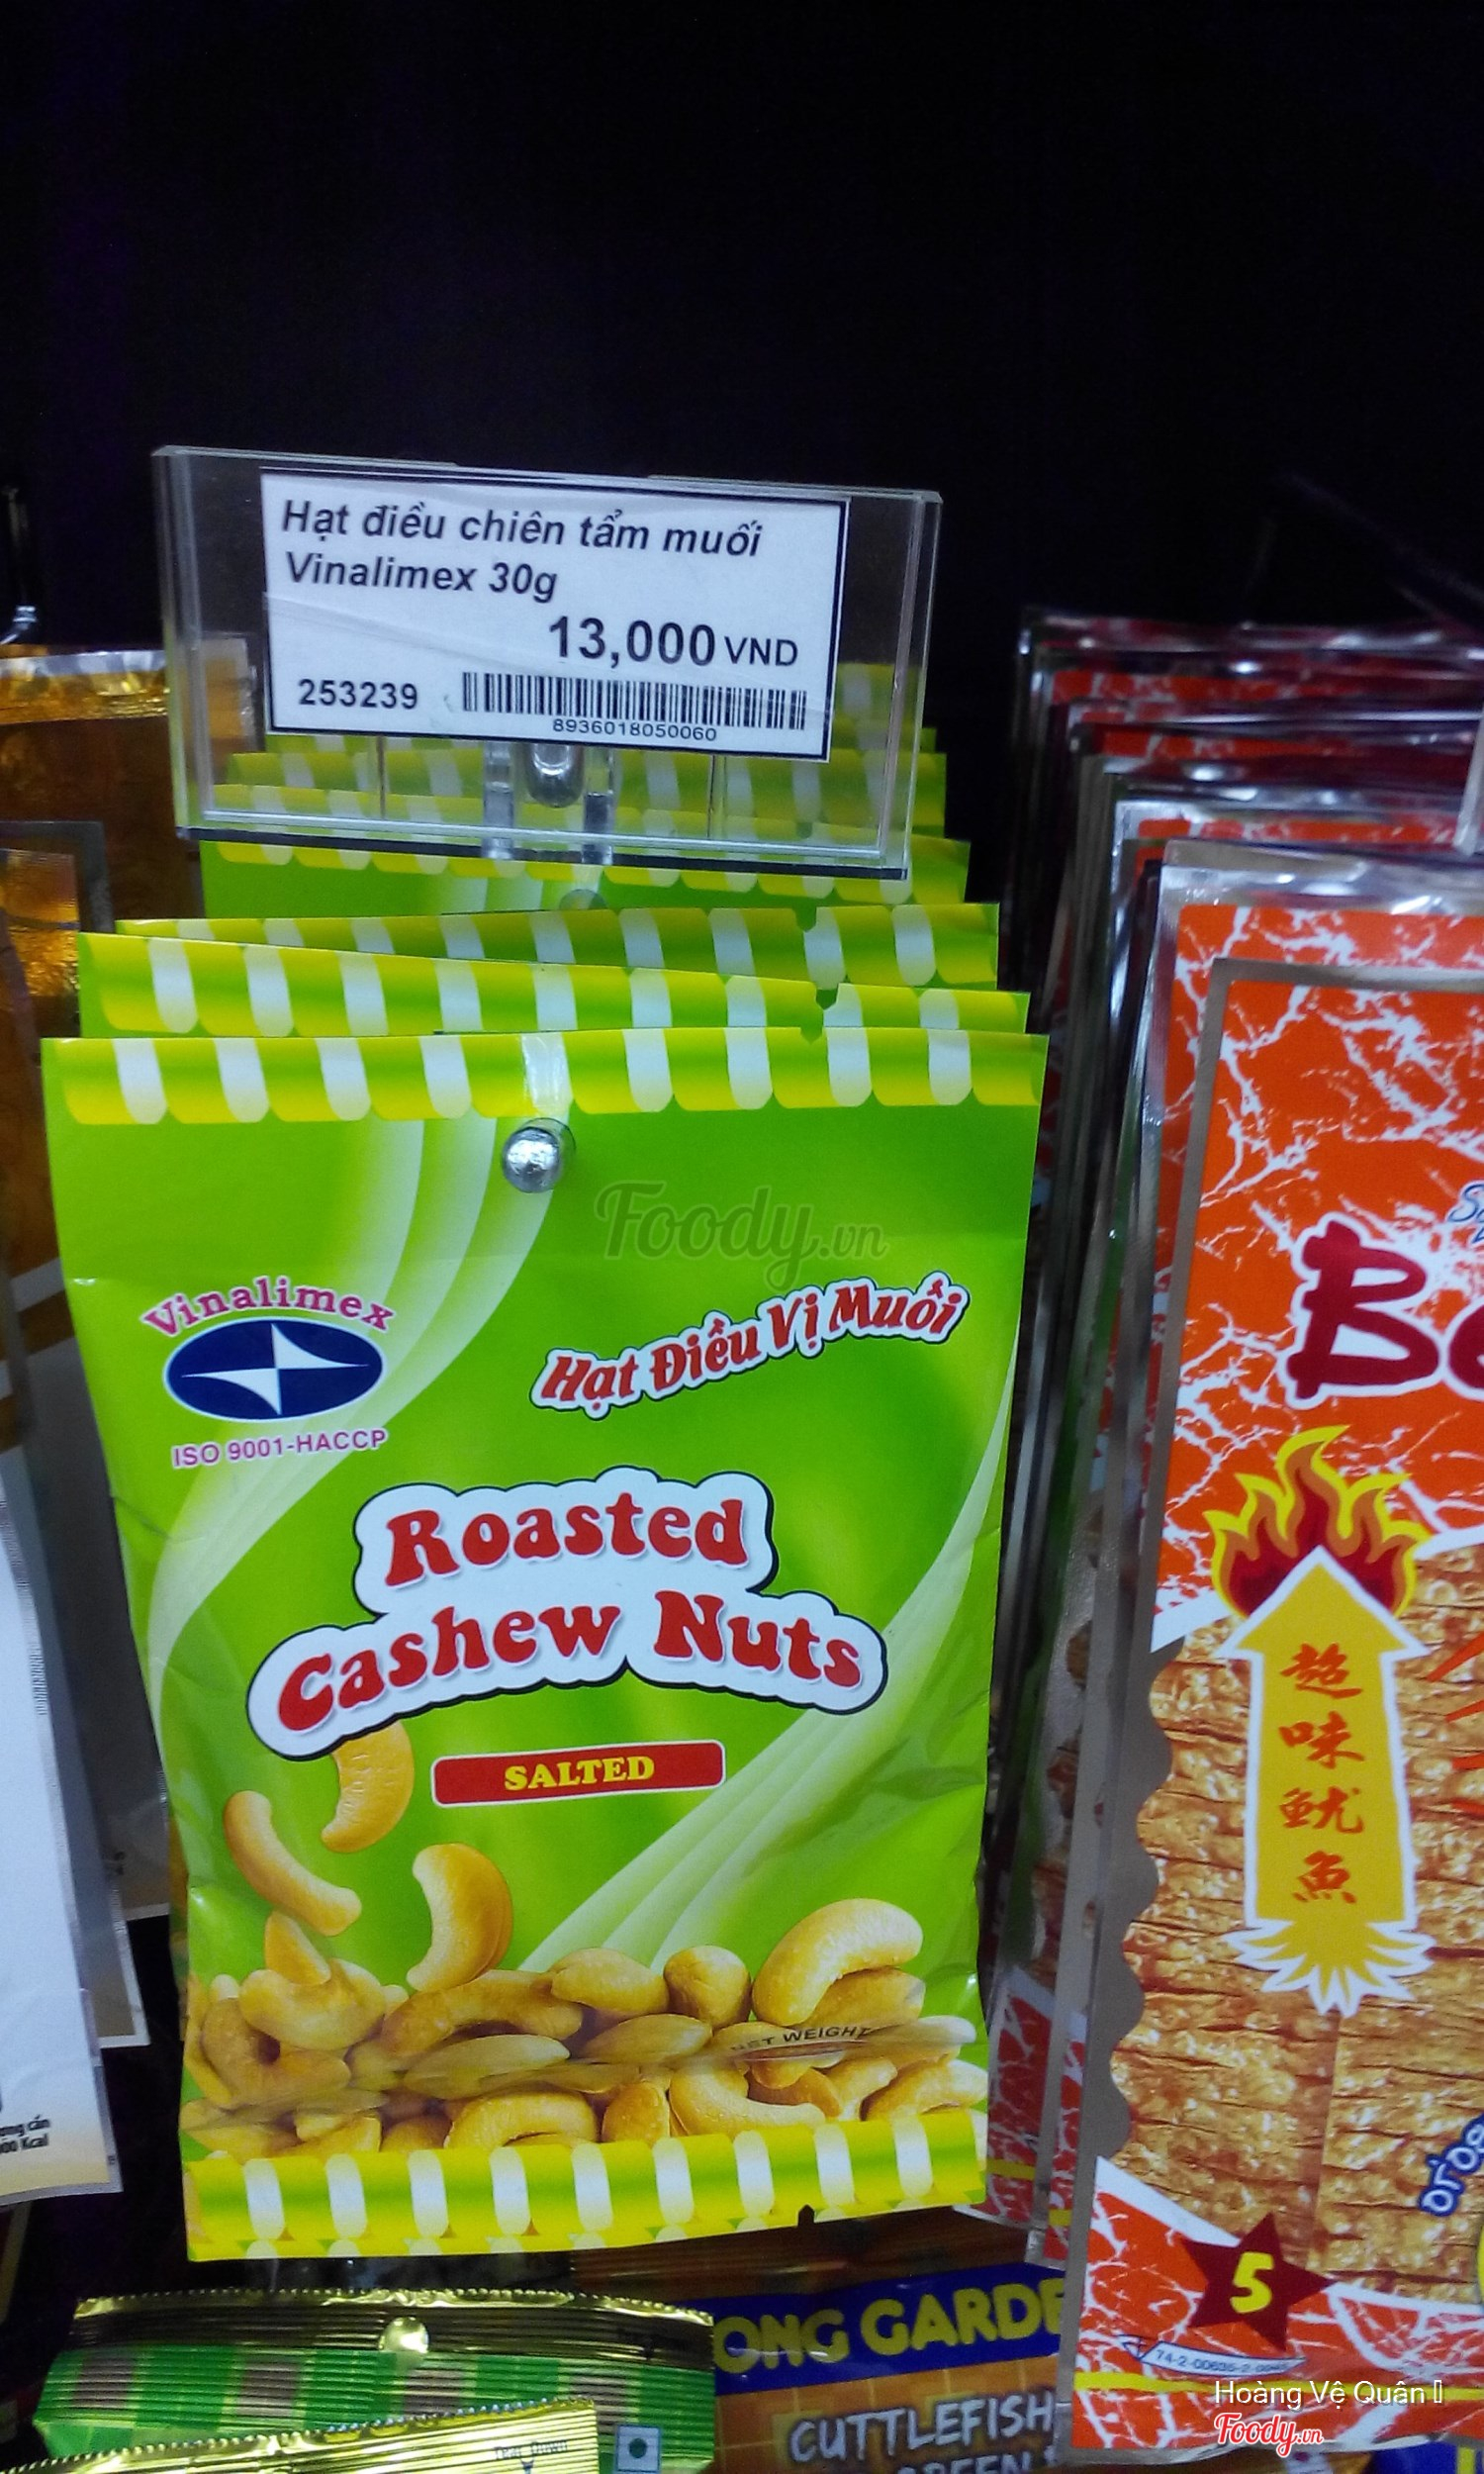 Hạt điều chiên tẩm muối
Vinalimex 30g
13,000 VND
253239
8936018050060
Foody.vn
Vinalimex
ISO 9001-HACCP
Hạt Điều Vị Muối
Roasted
Cashew Nuts
SALTED
NET WEIGHT
超
味
魷
魚
5
ONG GARDE
CUTTLEFISH
Hoàng Vệ Quân
Foody.vn